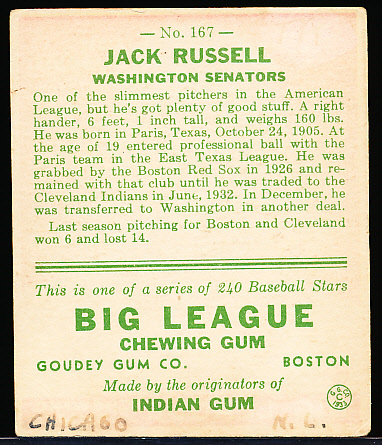 — No. 167 —
JACK RUSSELL
WASHINGTON SENATORS
One of the slimmest pitchers in the American
League, but he's got plenty of good stuff. A right
hander, 6 feet, 1 inch tall, and weighs 160 lbs.
He was born in Paris, Texas, October 24, 1905. At
the age of 19 entered professional ball with the
Paris team in the East Texas League. He was
grabbed by the Boston Red Sox in 1926 and re-
mained with that club until he was traded to the
Cleveland Indians in June, 1932. In December, he
was transferred to Washington in another deal.
Last season pitching for Boston and Cleveland
won 6 and lost 14.
This is one of a series of 240 Baseball Stars
BIG LEAGUE
CHEWING GUM
GOUDEY GUM CO. BOSTON
Made by the originators of
INDIAN GUM
G.G.CO.
C
1933
CHICAGO N.L.